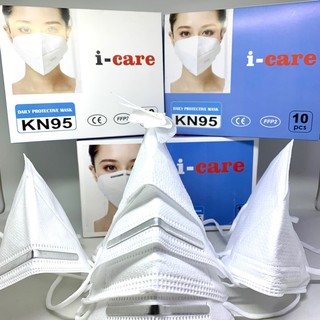 i-care
DAILY PROTECTIVE MASK
KN95
CE
FFP2
i-care
DAILY PROTECTIVE MASK
KN95
CE
FFP2
10
pcs
i-care